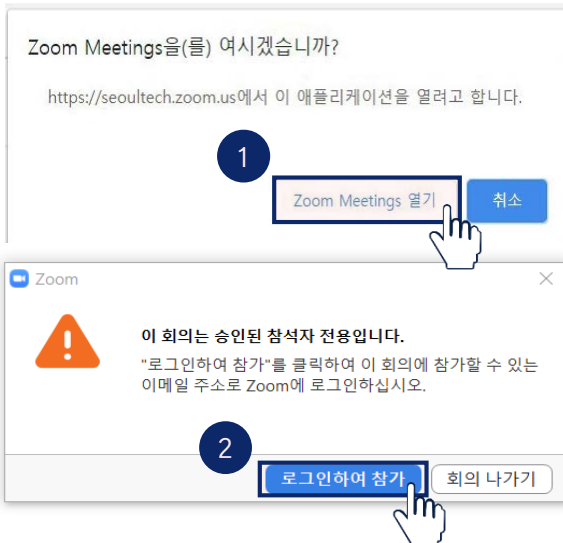 Zoom Meetings을(를) 여시겠습니까?
https://seoultech.zoom.us에서 이 애플리케이션을 열려고 합니다.
1
Zoom Meetings 열기
취소
Zoom
이 회의는 승인된 참석자 전용입니다.
"로그인하여 참가"를 클릭하여 이 회의에 참가할 수 있는
이메일 주소로 Zoom에 로그인하십시오.
2
로그인하여 참가
회의 나가기